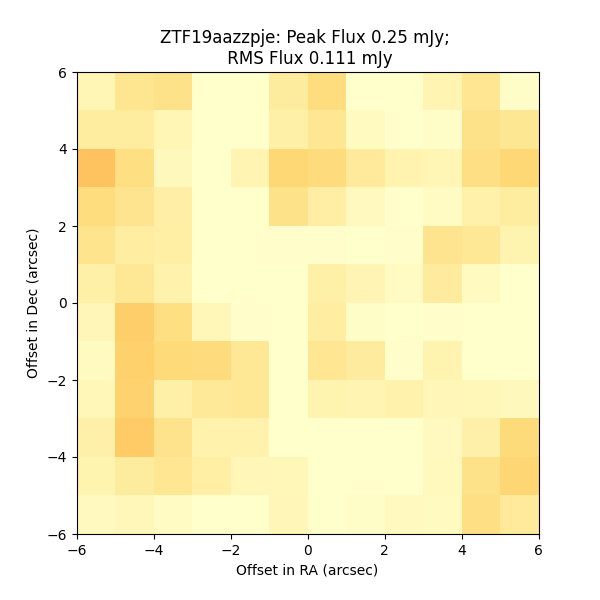 ZTF19aazzpje: Peak Flux 0.25 mJy;
RMS Flux 0.111 mJy
6
4
2
0
−2
−4
−6
Offset in Dec (arcsec)
−6 −4 −2 0 2 4 6
Offset in RA (arcsec)